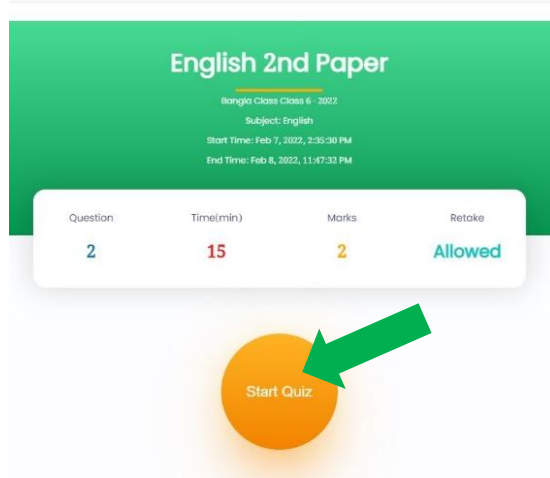 English 2nd Paper
Bangla Class Class 6 - 2022
Subject: English
Start Time: Feb 7, 2022, 2:35:30 PM
End Time: Feb 8, 2022, 11:47:32 PM
Question Time(min) Marks Retake
2 15 2 Allowed
Start Quiz